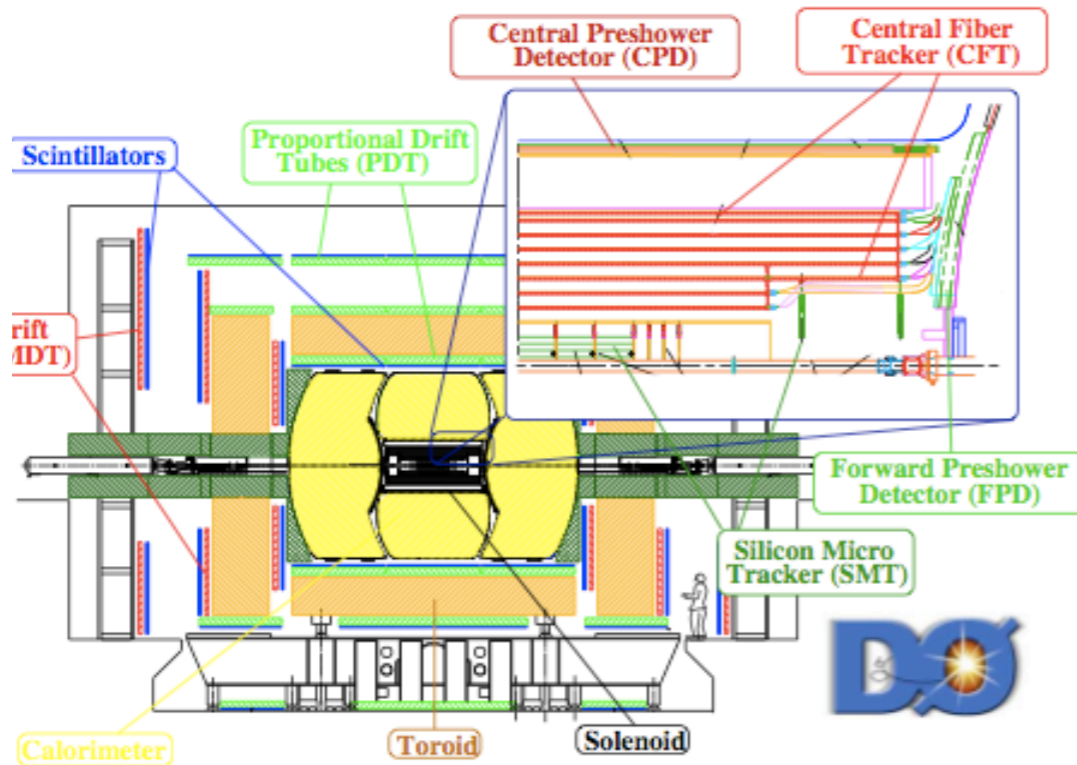 Central Preshower
Detector (CPD)
Central Fiber
Tracker (CFT)
Scintillators
Proportional Drift
Tubes (PDT)
rift
MDT)
Forward Preshower
Detector (FPD)
Silicon Micro
Tracker (SMT)
DØ
Calorimeter
Toroid
Solenoid